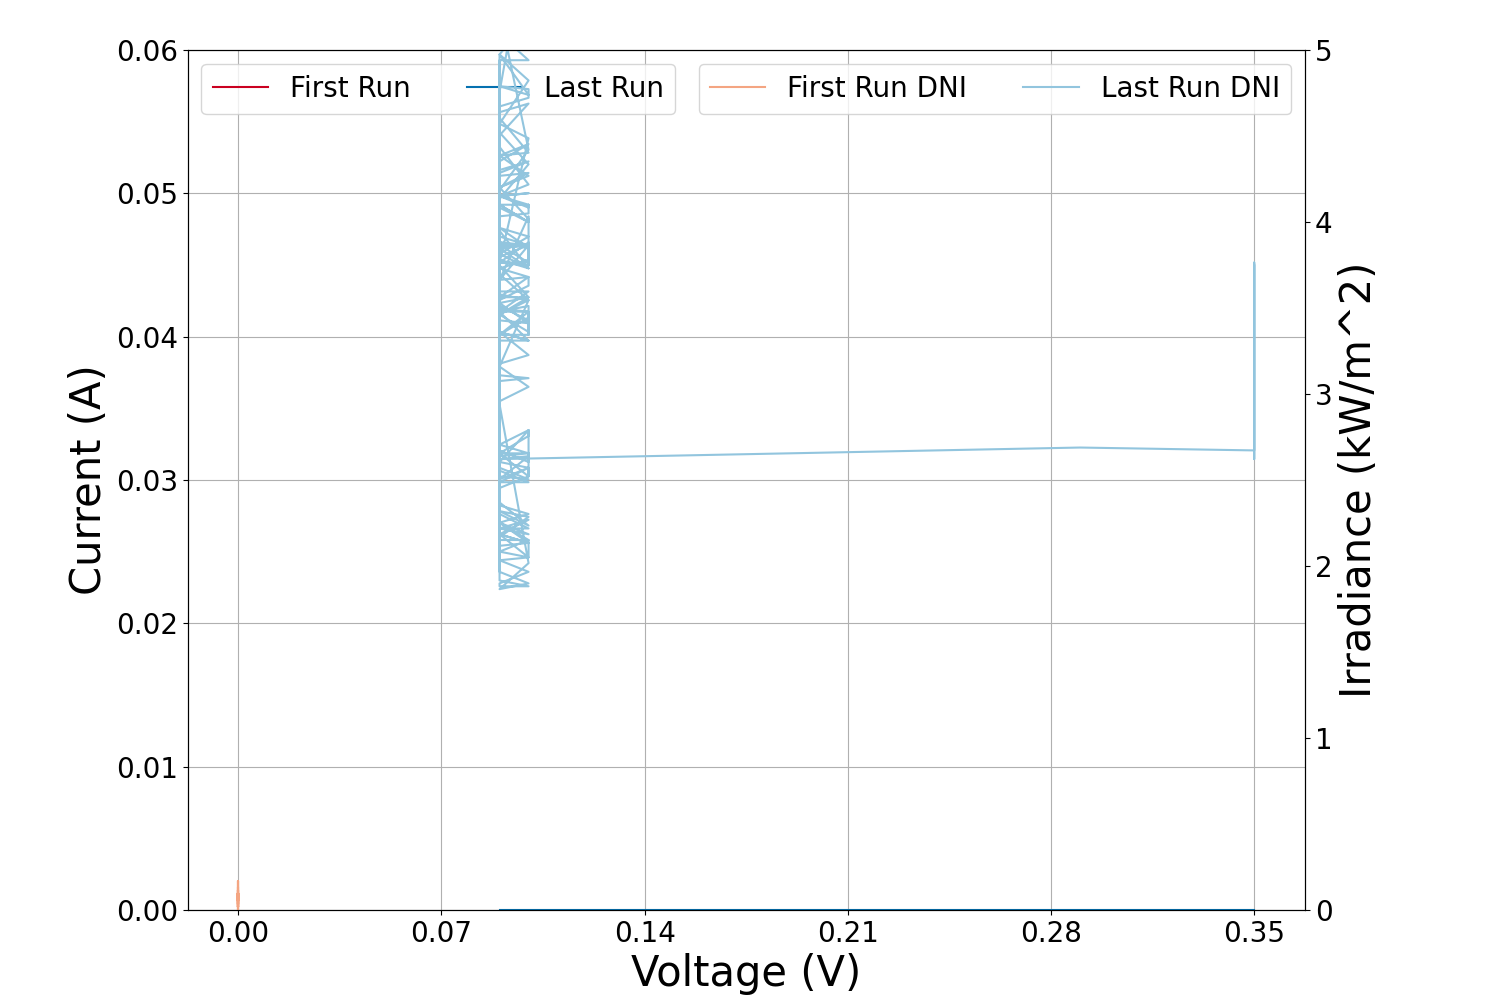 First Run
Last Run
First Run DNI
Last Run DNI
0.06
0.05
0.04
0.03
0.02
0.01
0.00
Current (A)
5
4
3
2
1
0
Irradiance (kW/m^2)
0.00 0.07 0.14 0.21 0.28 0.35
Voltage (V)